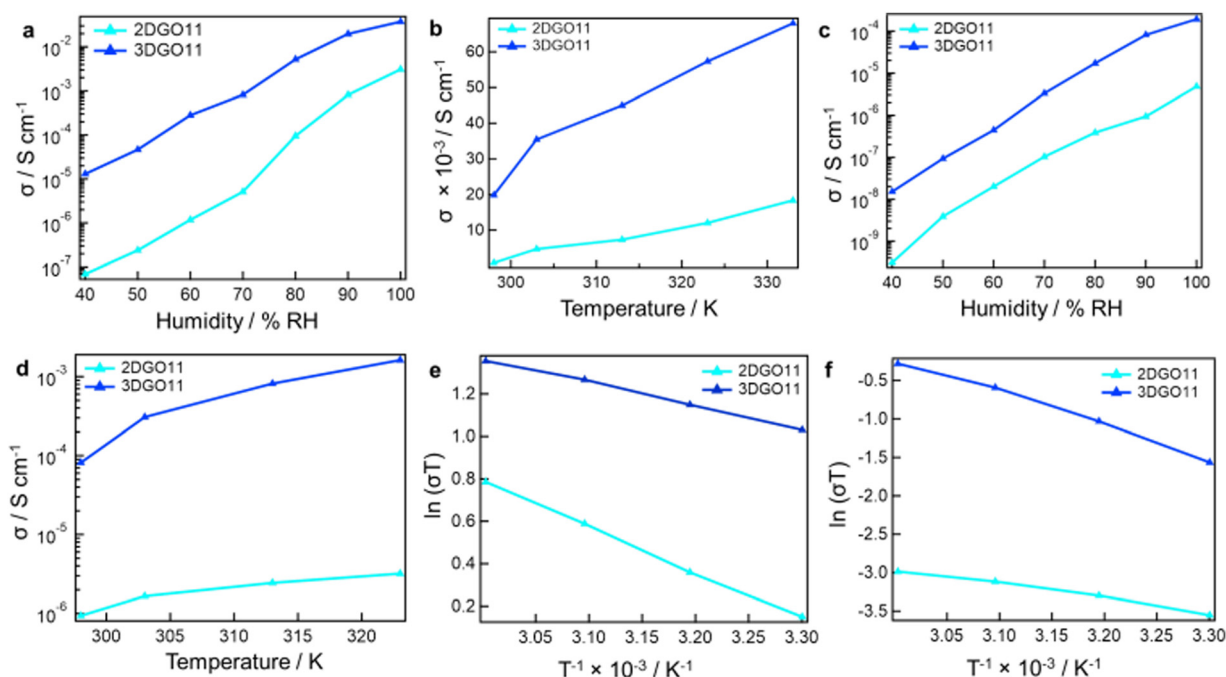 a
2DGO11
3DGO11
σ / S cm⁻¹
10⁻²
10⁻³
10⁻⁴
10⁻⁵
10⁻⁶
10⁻⁷
40 50 60 70 80 90 100
Humidity / % RH
b
2DGO11
3DGO11
σ × 10⁻³ / S cm⁻¹
60
50
40
30
20
10
300 310 320 330
Temperature / K
c
2DGO11
3DGO11
σ / S cm⁻¹
10⁻⁴
10⁻⁵
10⁻⁶
10⁻⁷
10⁻⁸
10⁻⁹
40 50 60 70 80 90 100
Humidity / % RH
d
2DGO11
3DGO11
σ / S cm⁻¹
10⁻³
10⁻⁴
10⁻⁵
10⁻⁶
300 305 310 315 320
Temperature / K
e
2DGO11
3DGO11
ln (σT)
1.2
1.0
0.8
0.6
0.4
0.2
3.05 3.10 3.15 3.20 3.25 3.30
T⁻¹ × 10⁻³ / K⁻¹
f
2DGO11
3DGO11
ln (σT)
-0.5
-1.0
-1.5
-2.0
-2.5
-3.0
-3.5
3.05 3.10 3.15 3.20 3.25 3.30
T⁻¹ × 10⁻³ / K⁻¹